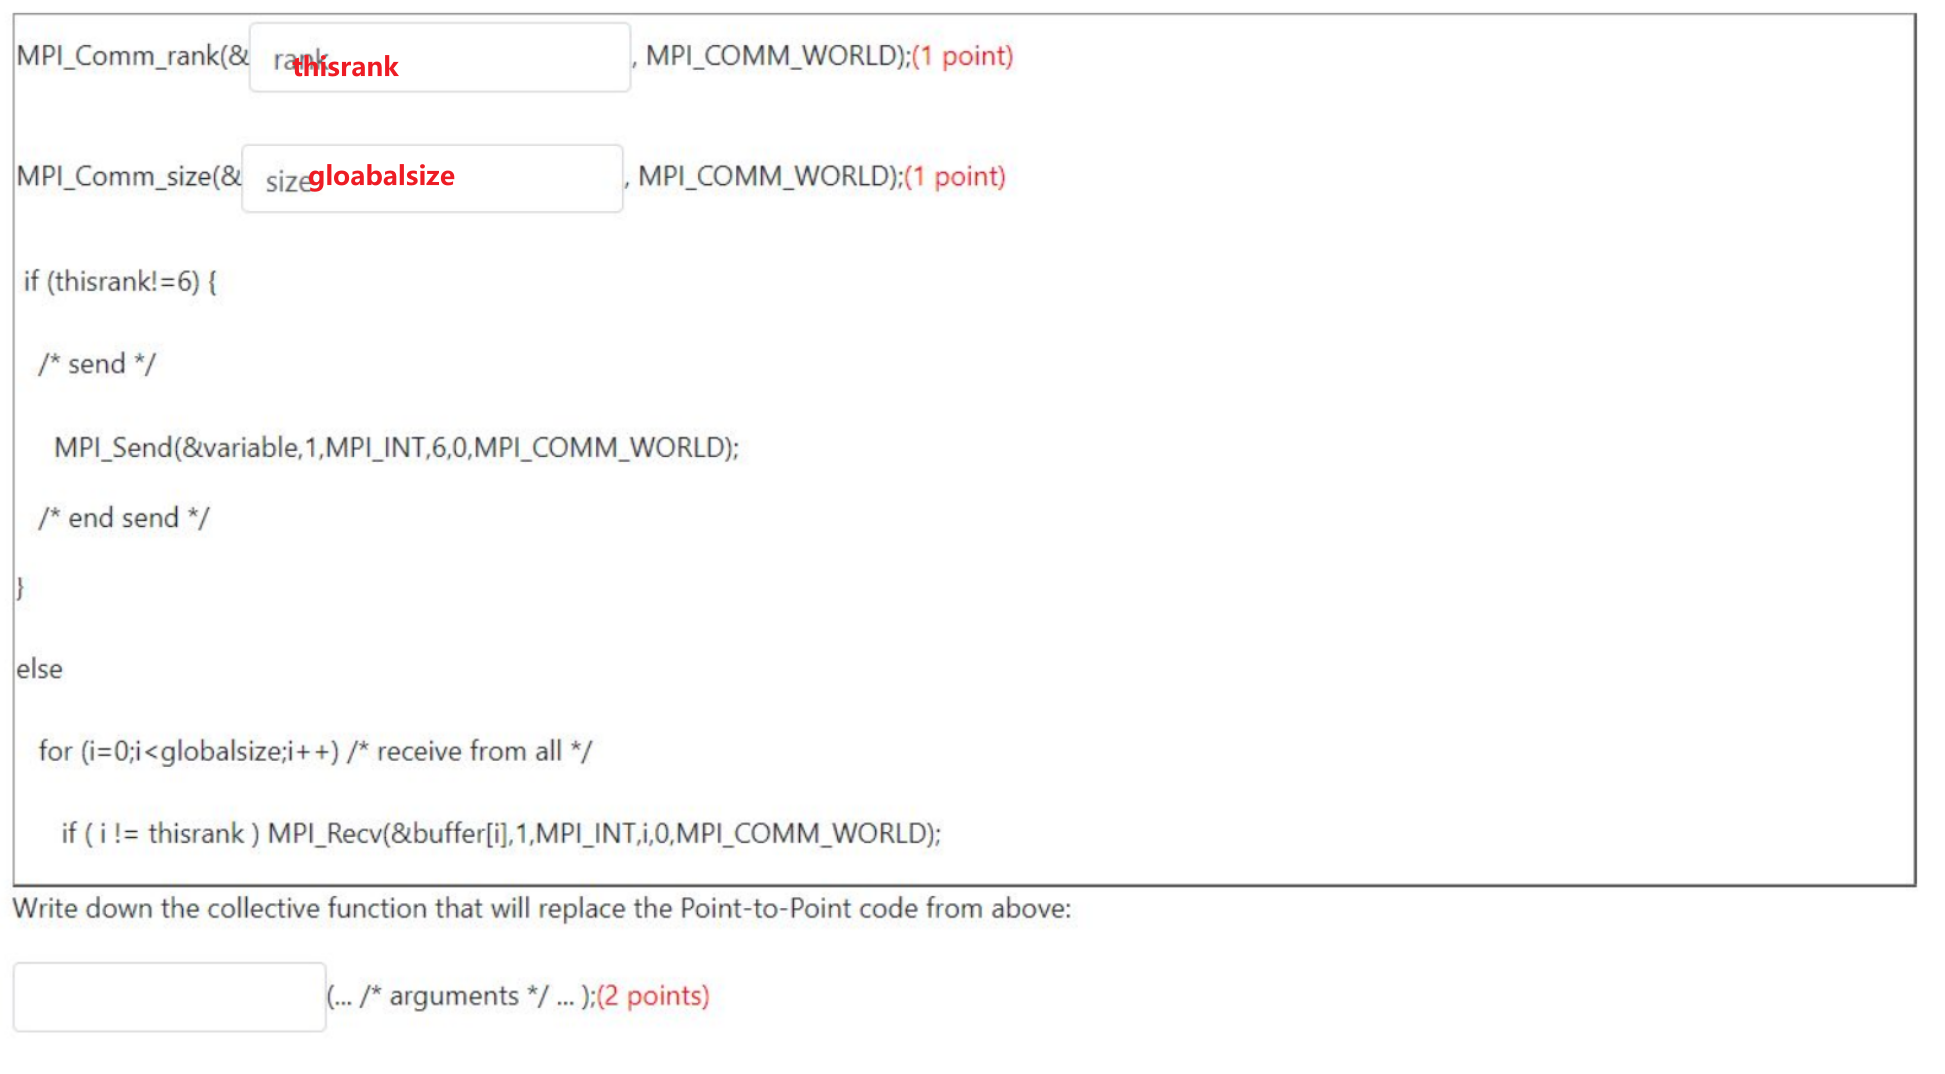 MPI_Comm_rank(& rank thisrank , MPI_COMM_WORLD);(1 point)
MPI_Comm_size(& size gloabalsize , MPI_COMM_WORLD);(1 point)
if (thisrank!=6) {
/* send */
MPI_Send(&variable,1,MPI_INT,6,0,MPI_COMM_WORLD);
/* end send */
}
else
for (i=0;i<globalsize;i++) /* receive from all */
if ( i != thisrank ) MPI_Recv(&buffer[i],1,MPI_INT,i,0,MPI_COMM_WORLD);
Write down the collective function that will replace the Point-to-Point code from above:
(... /* arguments */ ... );(2 points)